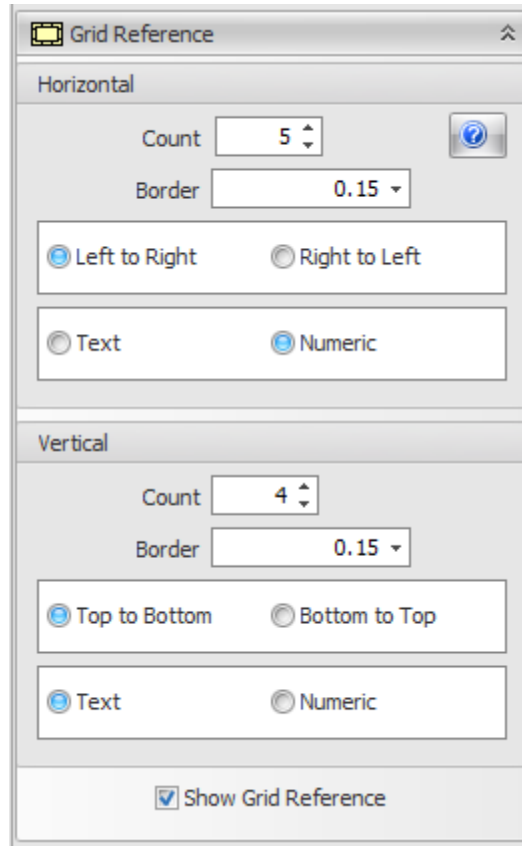 Grid Reference
Horizontal
Count 5
Border 0.15
Left to Right Right to Left
Text Numeric
Vertical
Count 4
Border 0.15
Top to Bottom Bottom to Top
Text Numeric
Show Grid Reference